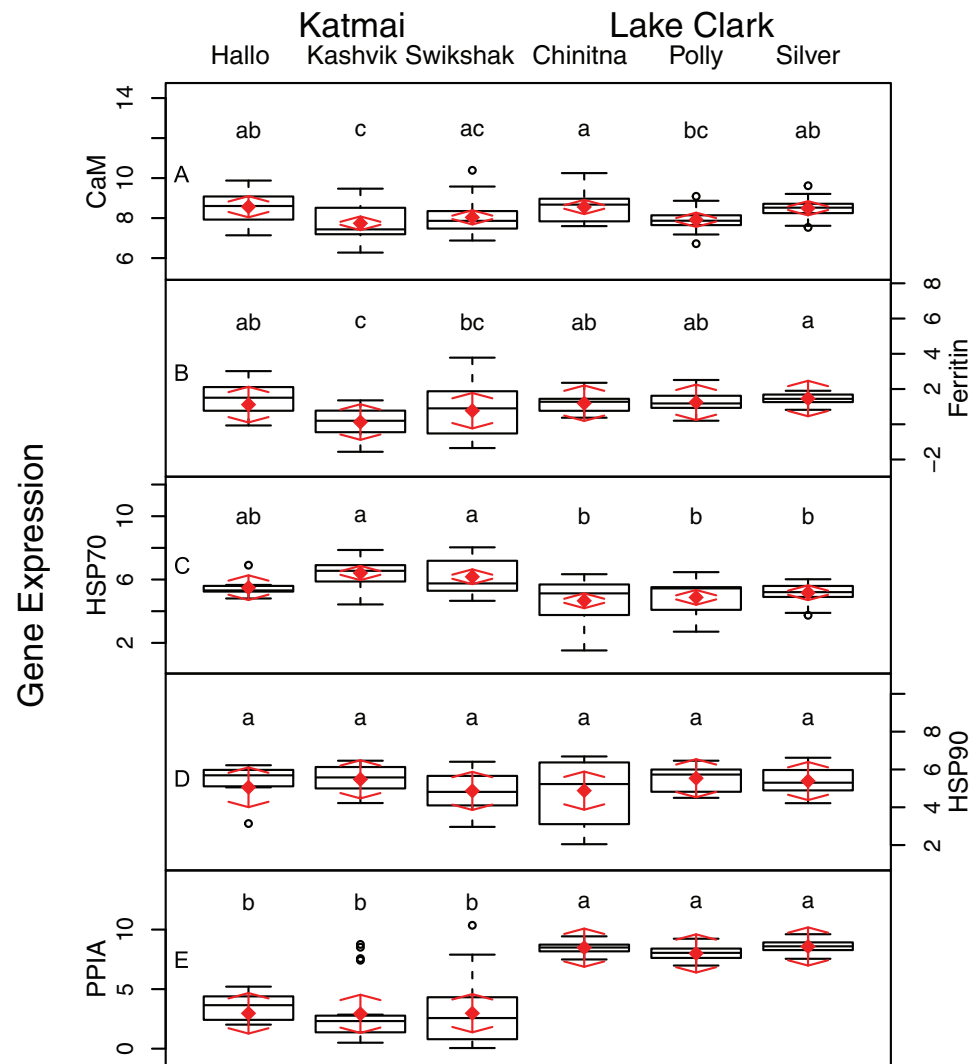 Katmai Lake Clark
Hallo Kashvik Swikshak Chinitna Polly Silver
Gene Expression
CaM
14
10
8
6
A
ab c ac a bc ab
Ferritin
8
6
4
2
−2
B
ab c bc ab ab a
HSP70
10
6
2
C
ab a a b b b
HSP90
8
6
4
2
D
a a a a a a
PPIA
10
5
0
E
b b b a a a